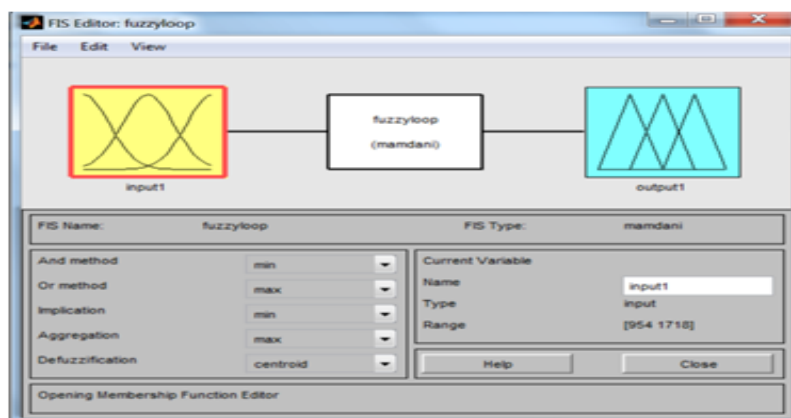 FIS Editor: fuzzyloop
File Edit View
fuzzyloop
(mamdani)
input1
output1
FIS Name: fuzzyloop FIS Type: mamdani
And method min
Or method max
Implication min
Aggregation max
Defuzzification centroid
Current Variable
Name input1
Type input
Range [954 1718]
Help Close
Opening Membership Function Editor